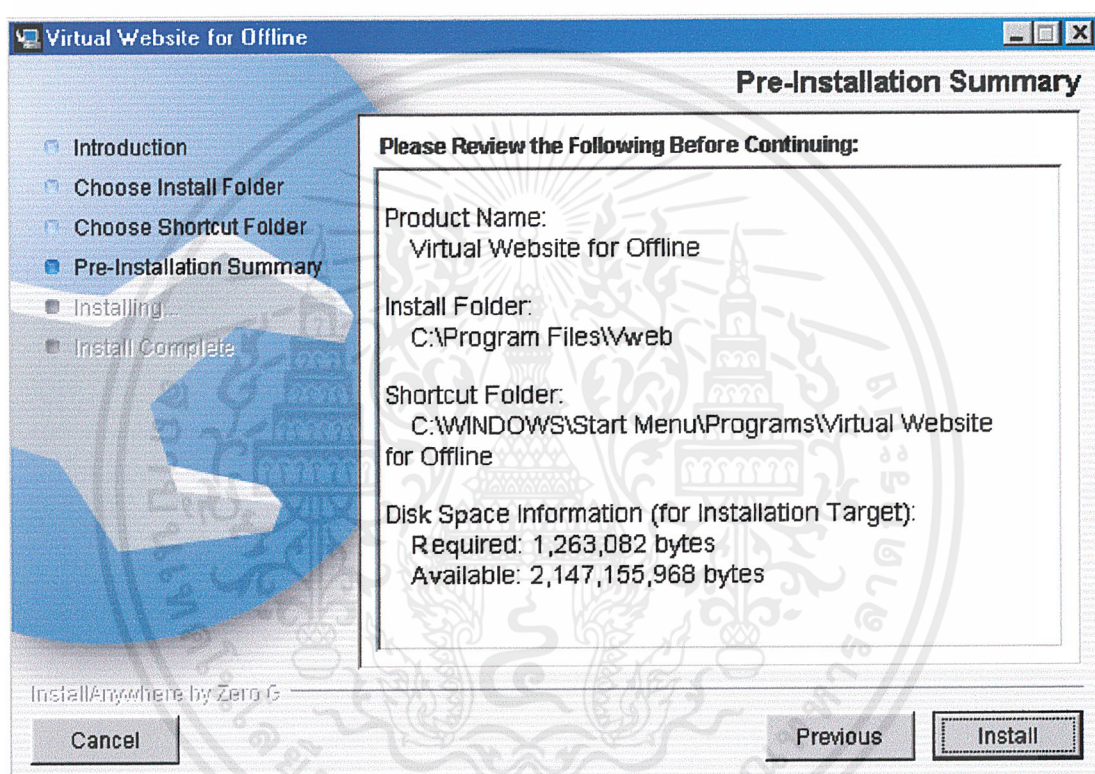 Virtual Website for Offline
Pre-Installation Summary
Introduction
Choose Install Folder
Choose Shortcut Folder
Pre-Installation Summary
Installing...
Install Complete
Please Review the Following Before Continuing:
Product Name:
Virtual Website for Offline
Install Folder:
C:\Program Files\Vweb
Shortcut Folder:
C:\WINDOWS\Start Menu\Programs\Virtual Website
for Offline
Disk Space Information (for Installation Target):
Required: 1,263,082 bytes
Available: 2,147,155,968 bytes
InstallAnywhere by Zero G
Cancel
Previous
Install